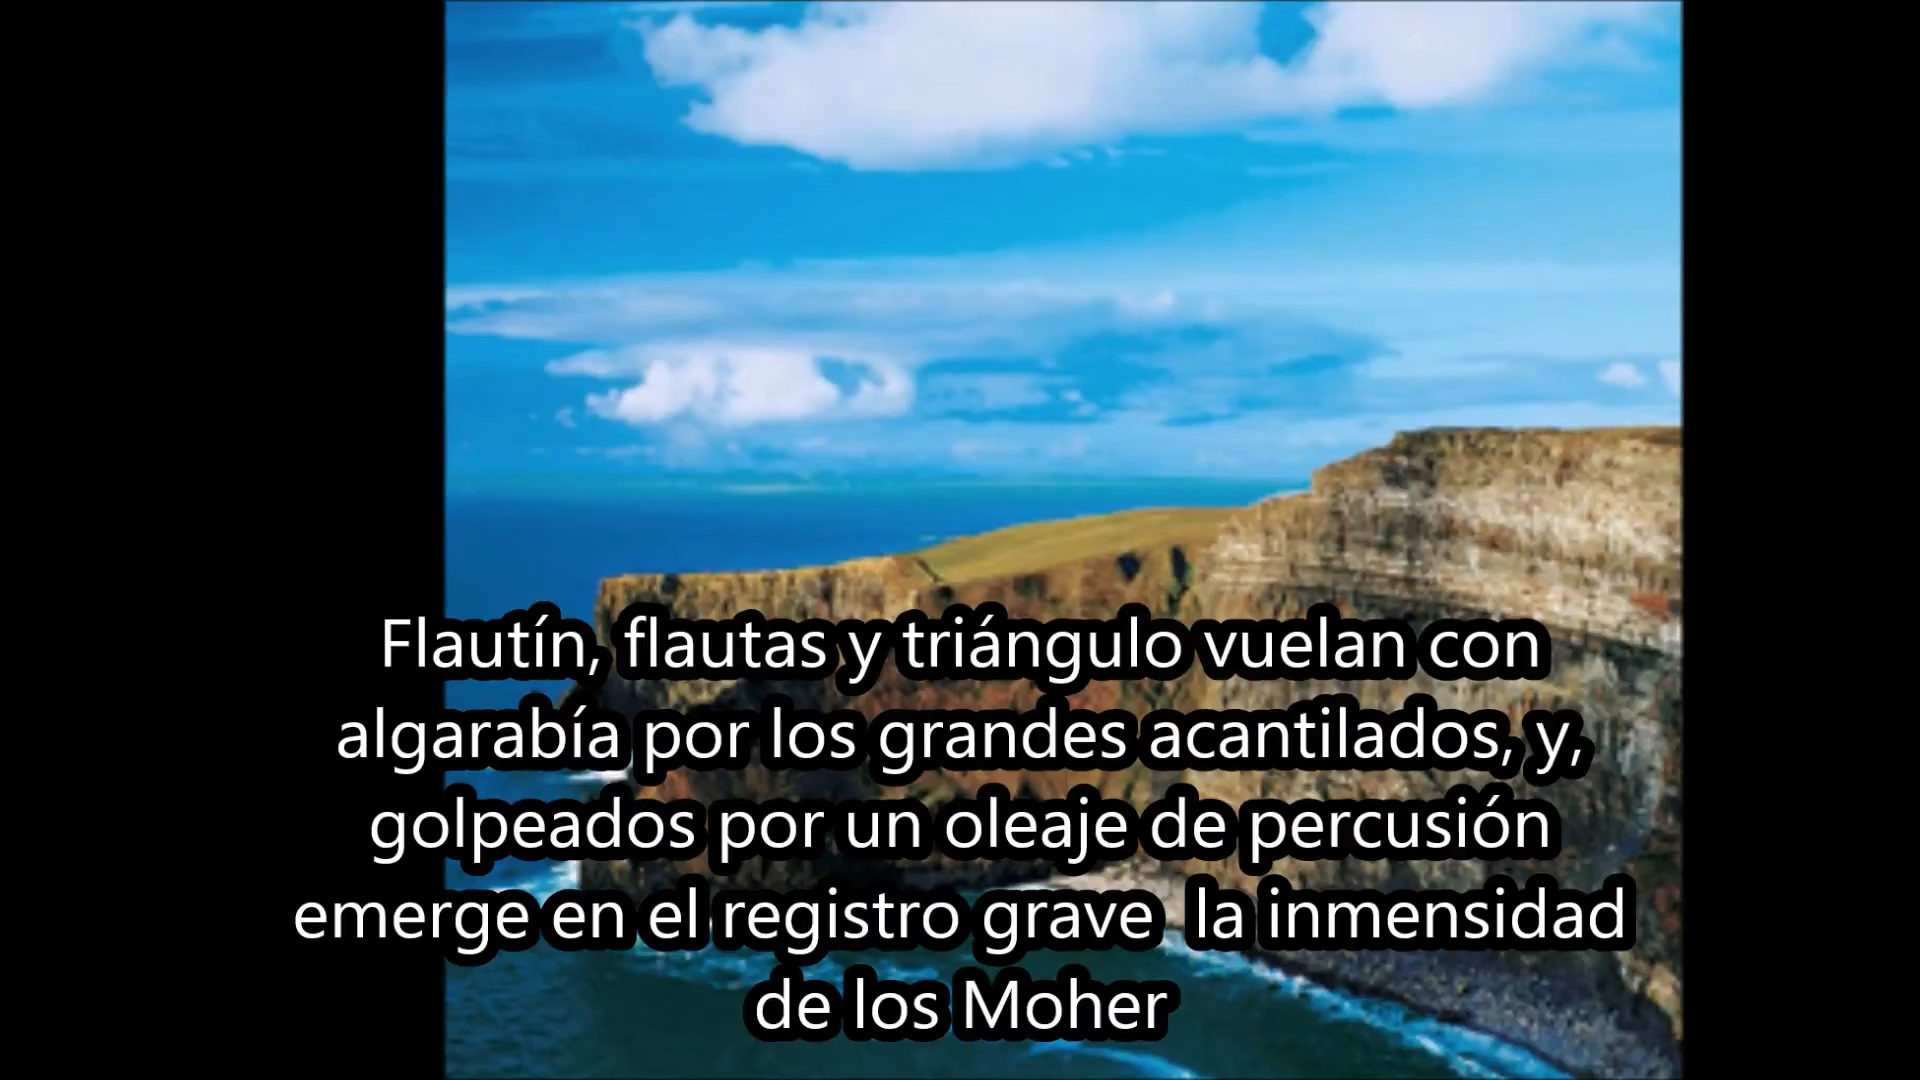 Flautín, flautas y triángulo vuelan con
algarabía por los grandes acantilados, y,
golpeados por un oleaje de percusión
emerge en el registro grave  la inmensidad
de los Moher